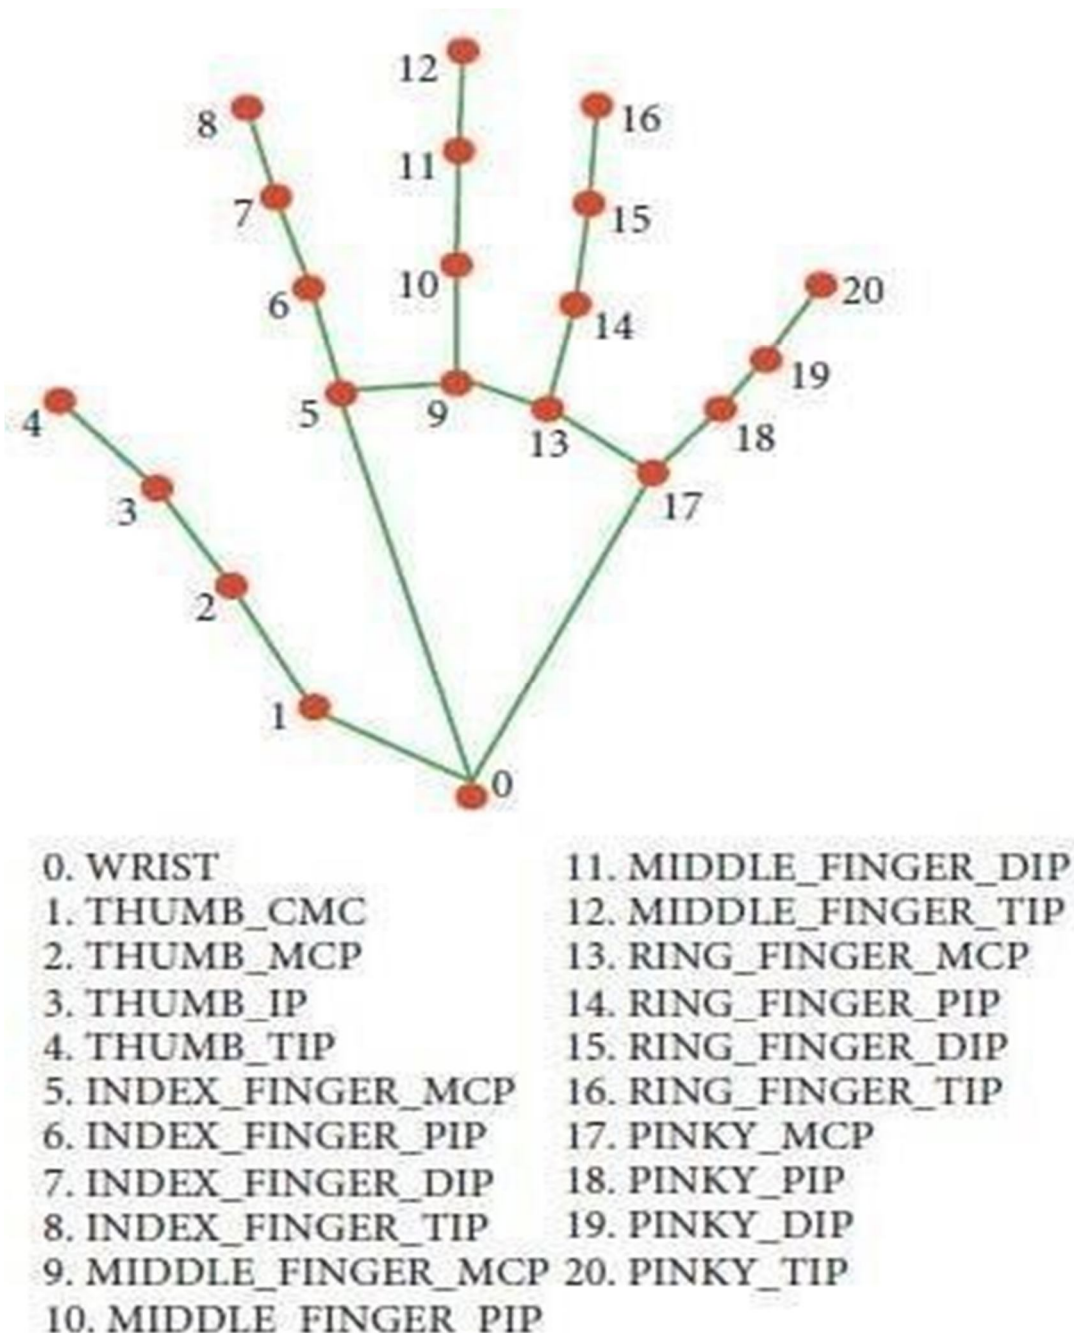 12
8
16
11
7
15
10
20
6
14
19
5
9
4
18
13
3
17
2
1
0
0. WRIST
1. THUMB_CMC
2. THUMB_MCP
3. THUMB_IP
4. THUMB_TIP
5. INDEX_FINGER_MCP
6. INDEX_FINGER_PIP
7. INDEX_FINGER_DIP
8. INDEX_FINGER_TIP
9. MIDDLE_FINGER_MCP
10. MIDDLE_FINGER_PIP
11. MIDDLE_FINGER_DIP
12. MIDDLE_FINGER_TIP
13. RING_FINGER_MCP
14. RING_FINGER_PIP
15. RING_FINGER_DIP
16. RING_FINGER_TIP
17. PINKY_MCP
18. PINKY_PIP
19. PINKY_DIP
20. PINKY_TIP